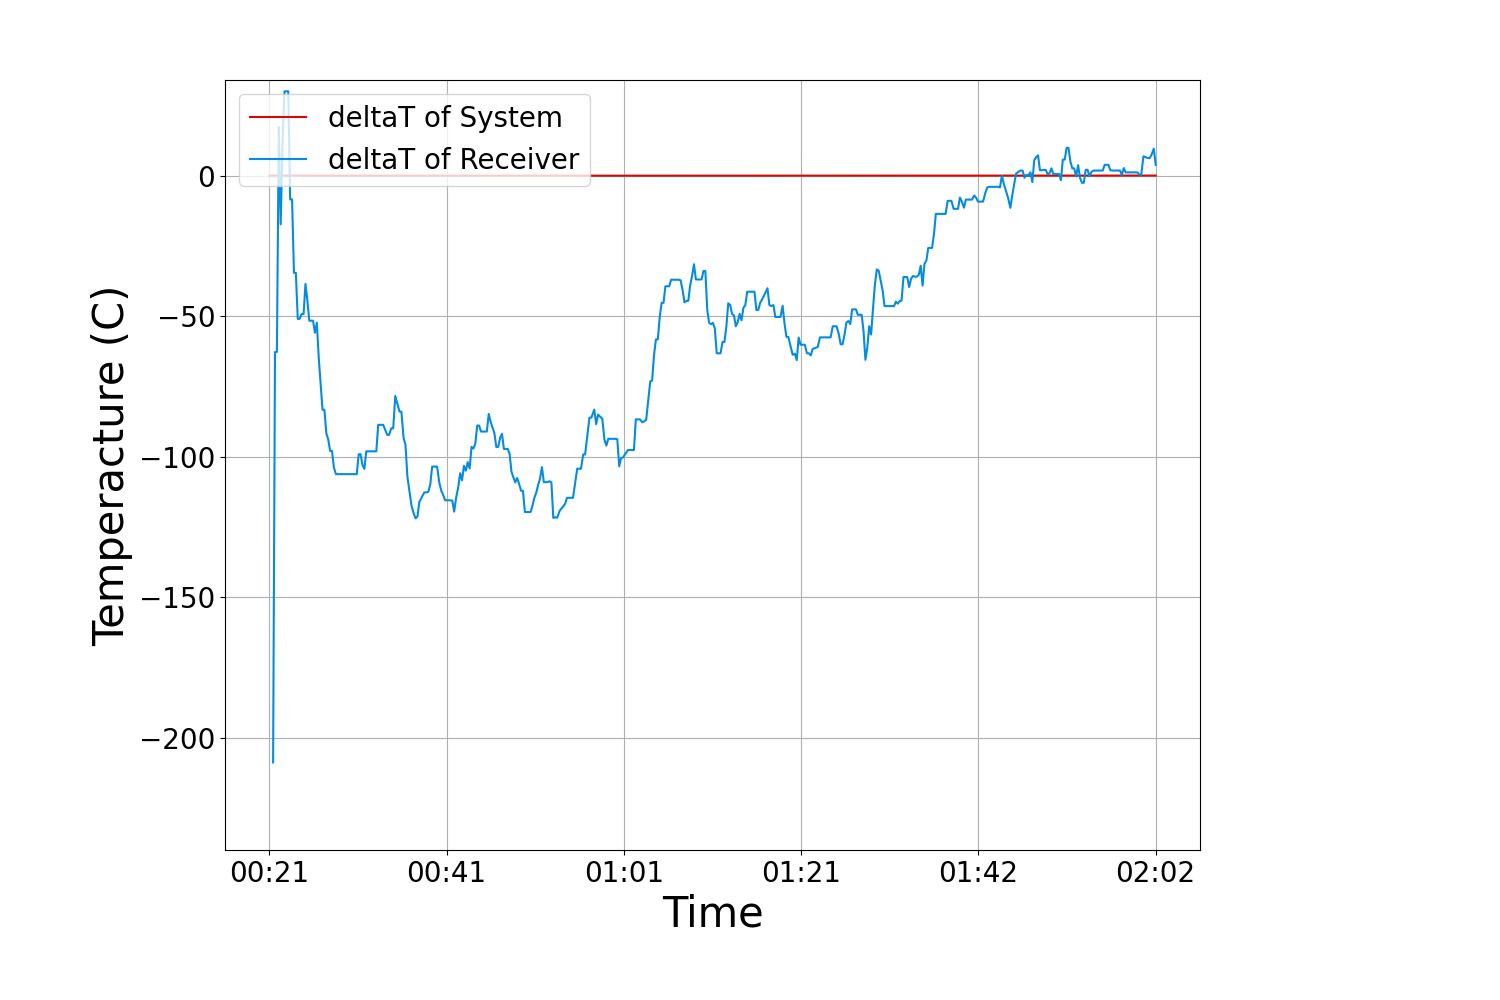 deltaT of System
deltaT of Receiver
0
−50
−100
−150
−200
Temperacture (C)
00:21 00:41 01:01 01:21 01:42 02:02
Time